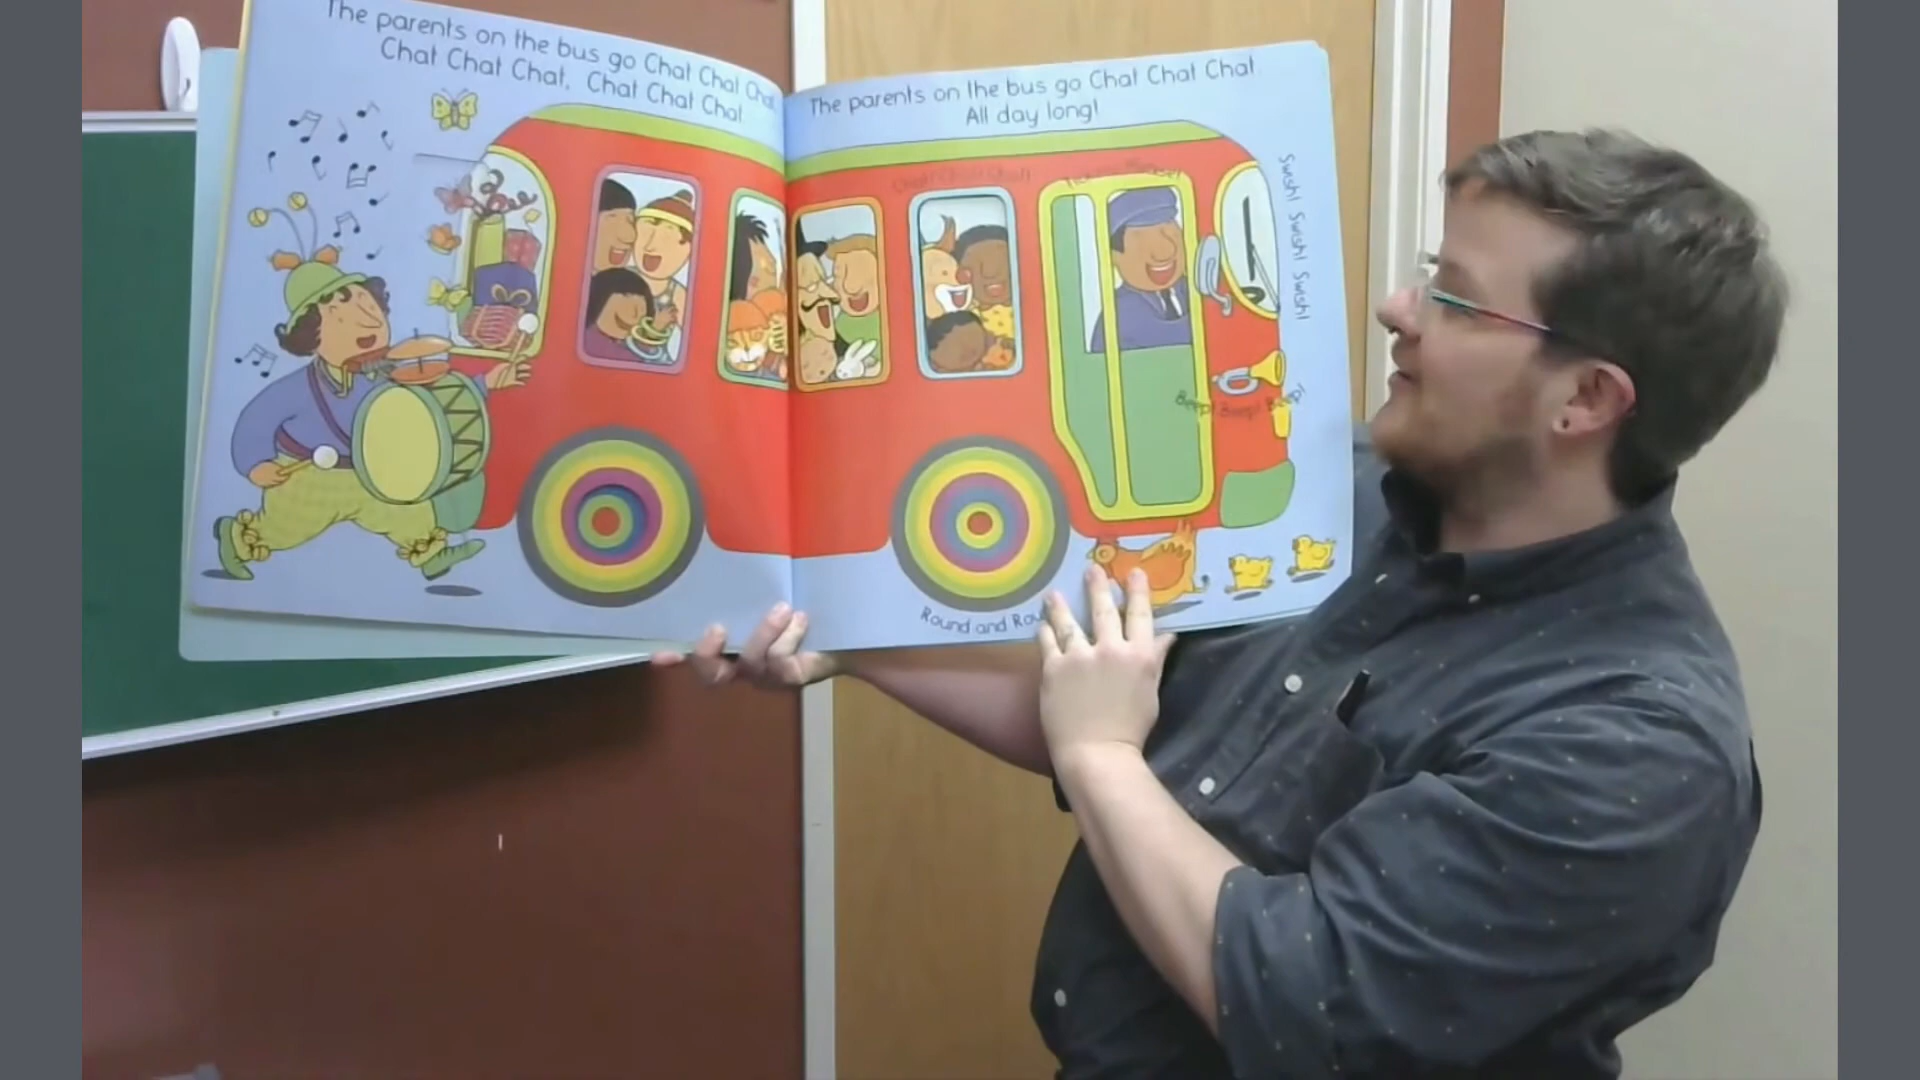 The parents on the bus go Chat Chat Chat
Chat Chat Chat, Chat Chat Chat
The parents on the bus go Chat Chat Chat
All day long!
Chat! Chat! Chat!
Swish! Swish! Swish!
Beep! Beep! Beep!
Round and